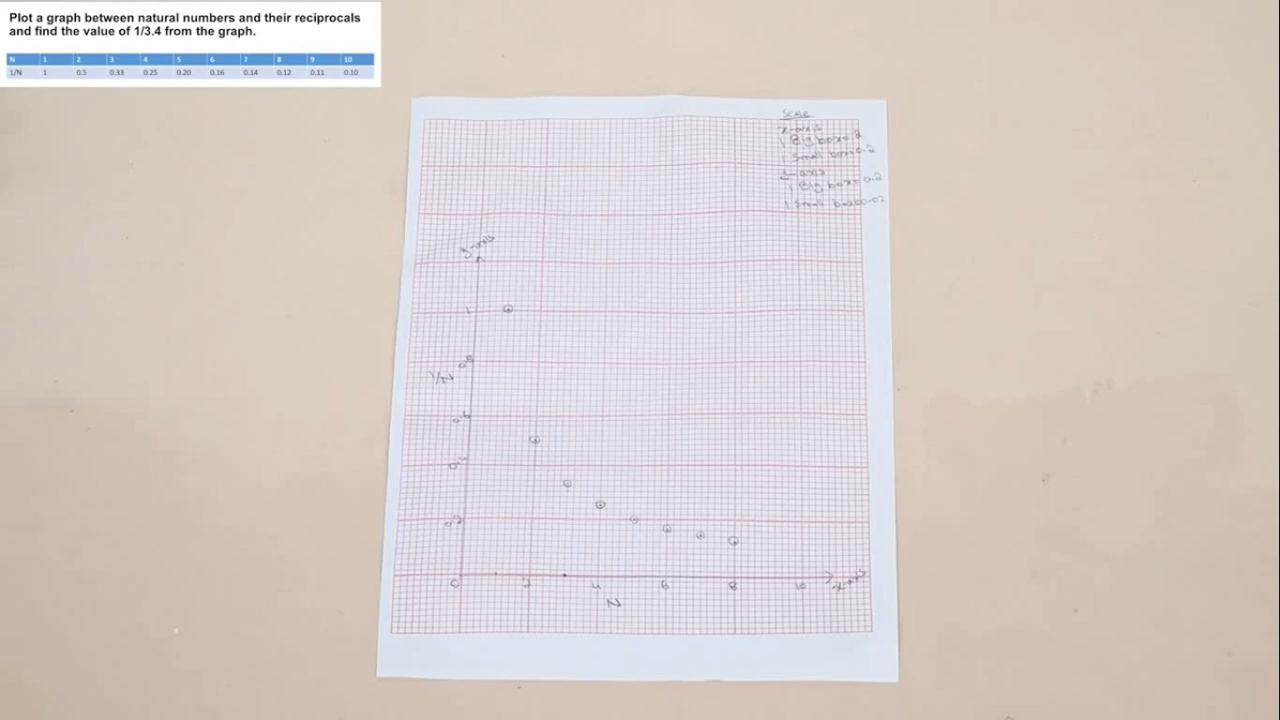 Plot a graph between natural numbers and their reciprocals
and find the value of 1/3.4 from the graph.
N 1 2 3 4 5 6 7 8 9 10
1/N 1 0.5 0.33 0.25 0.20 0.16 0.14 0.12 0.11 0.10
Scale
x-axis
1 Big box=2
1 Small box=0.2
y-axis
1 Big box=0.2
1 Small box=0.02
y-axis
1
0.8
1/N
0.6
0.4
0.2
0 2 4 6 8 10 x-axis
N